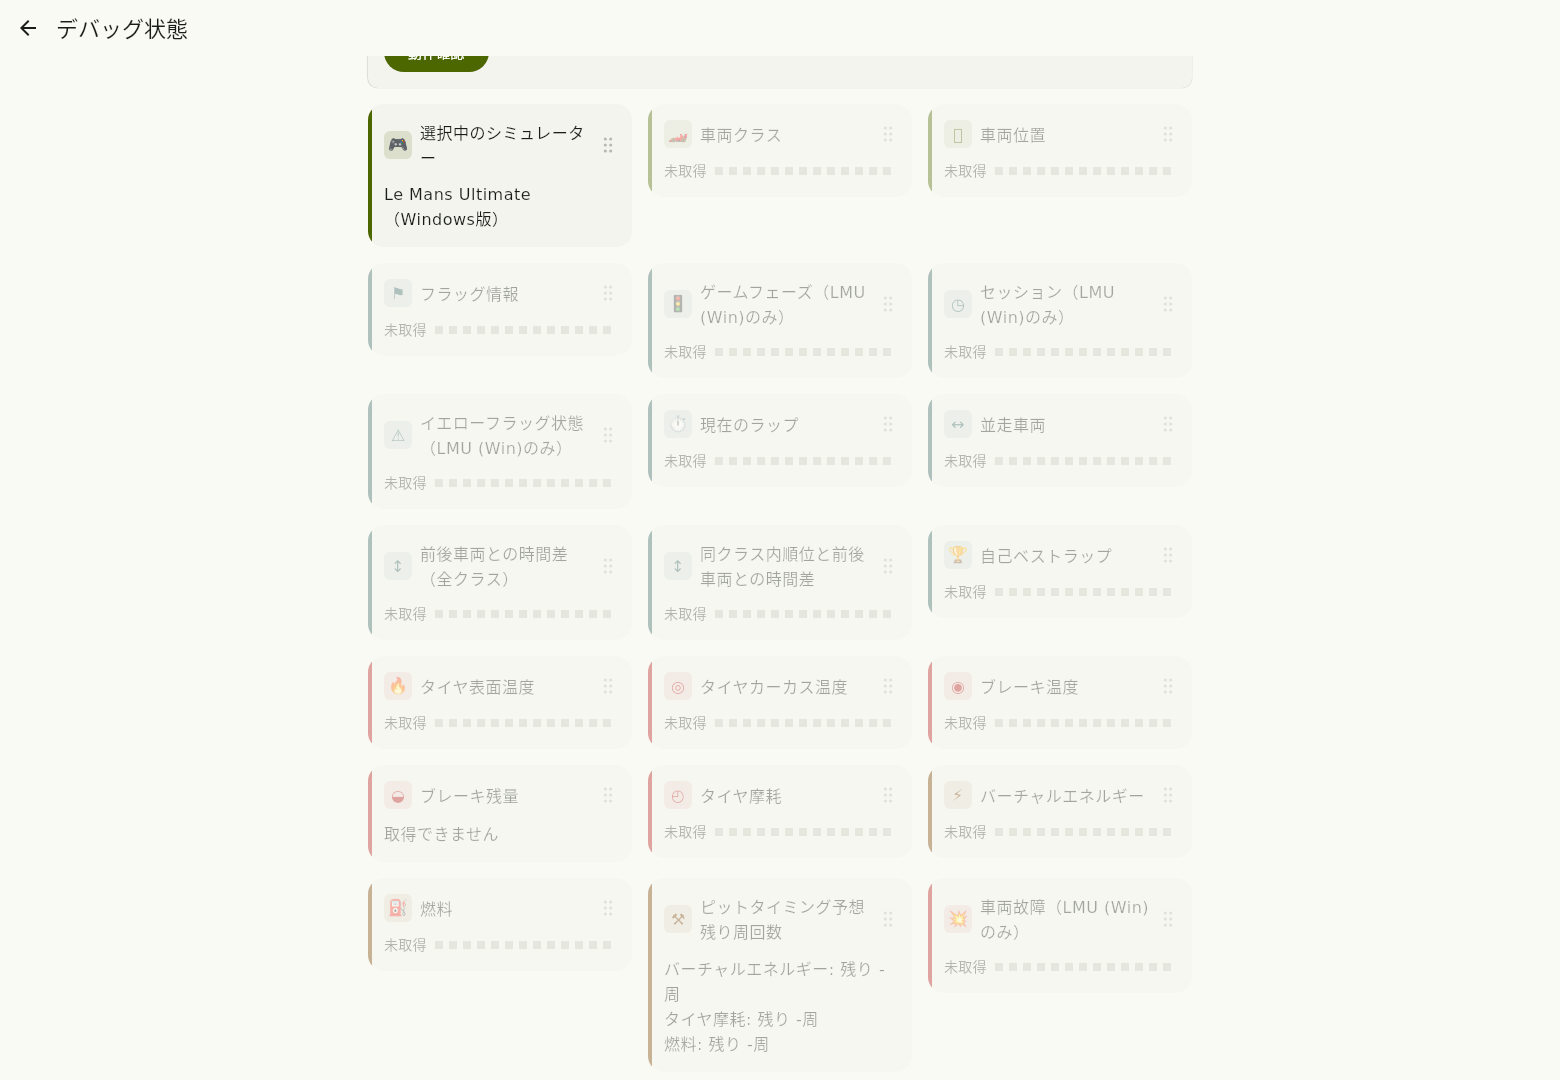 デバッグ状態
動作確認
選択中のシミュレータ
ー
Le Mans Ultimate
（Windows版）
車両クラス
未取得
車両位置
未取得
フラッグ情報
未取得
ゲームフェーズ（LMU
(Win)のみ）
未取得
セッション（LMU
(Win)のみ）
未取得
イエローフラッグ状態
（LMU (Win)のみ）
未取得
現在のラップ
未取得
並走車両
未取得
前後車両との時間差
（全クラス）
未取得
同クラス内順位と前後
車両との時間差
未取得
自己ベストラップ
未取得
タイヤ表面温度
未取得
タイヤカーカス温度
未取得
ブレーキ温度
未取得
ブレーキ残量
取得できません
タイヤ摩耗
未取得
バーチャルエネルギー
未取得
燃料
未取得
ピットタイミング予想
残り周回数
バーチャルエネルギー: 残り -
周
タイヤ摩耗: 残り -周
燃料: 残り -周
車両故障（LMU (Win)
のみ）
未取得